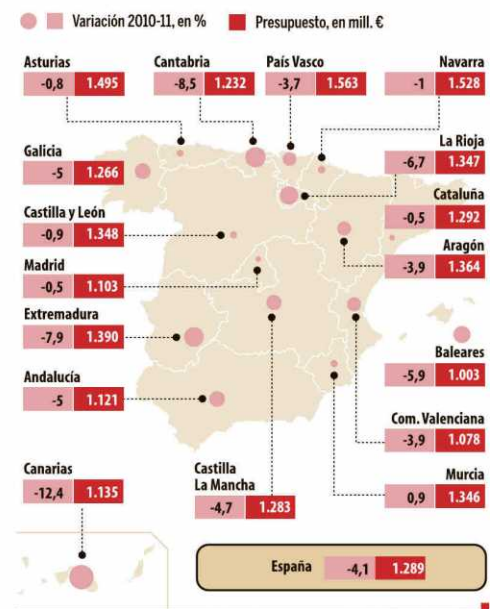 Variación 2010-11, en % Presupuesto, en mill. €
Asturias
-0,8 1.495
Cantabria
-8,5 1.232
País Vasco
-3,7 1.563
Navarra
-1 1.528
La Rioja
-6,7 1.347
Galicia
-5 1.266
Cataluña
-0,5 1.292
Castilla y León
-0,9 1.348
Aragón
-3,9 1.364
Madrid
-0,5 1.103
Extremadura
-7,9 1.390
Baleares
-5,9 1.003
Andalucía
-5 1.121
Com. Valenciana
-3,9 1.078
Canarias
-12,4 1.135
Castilla
La Mancha
-4,7 1.283
Murcia
0,9 1.346
España -4,1 1.289